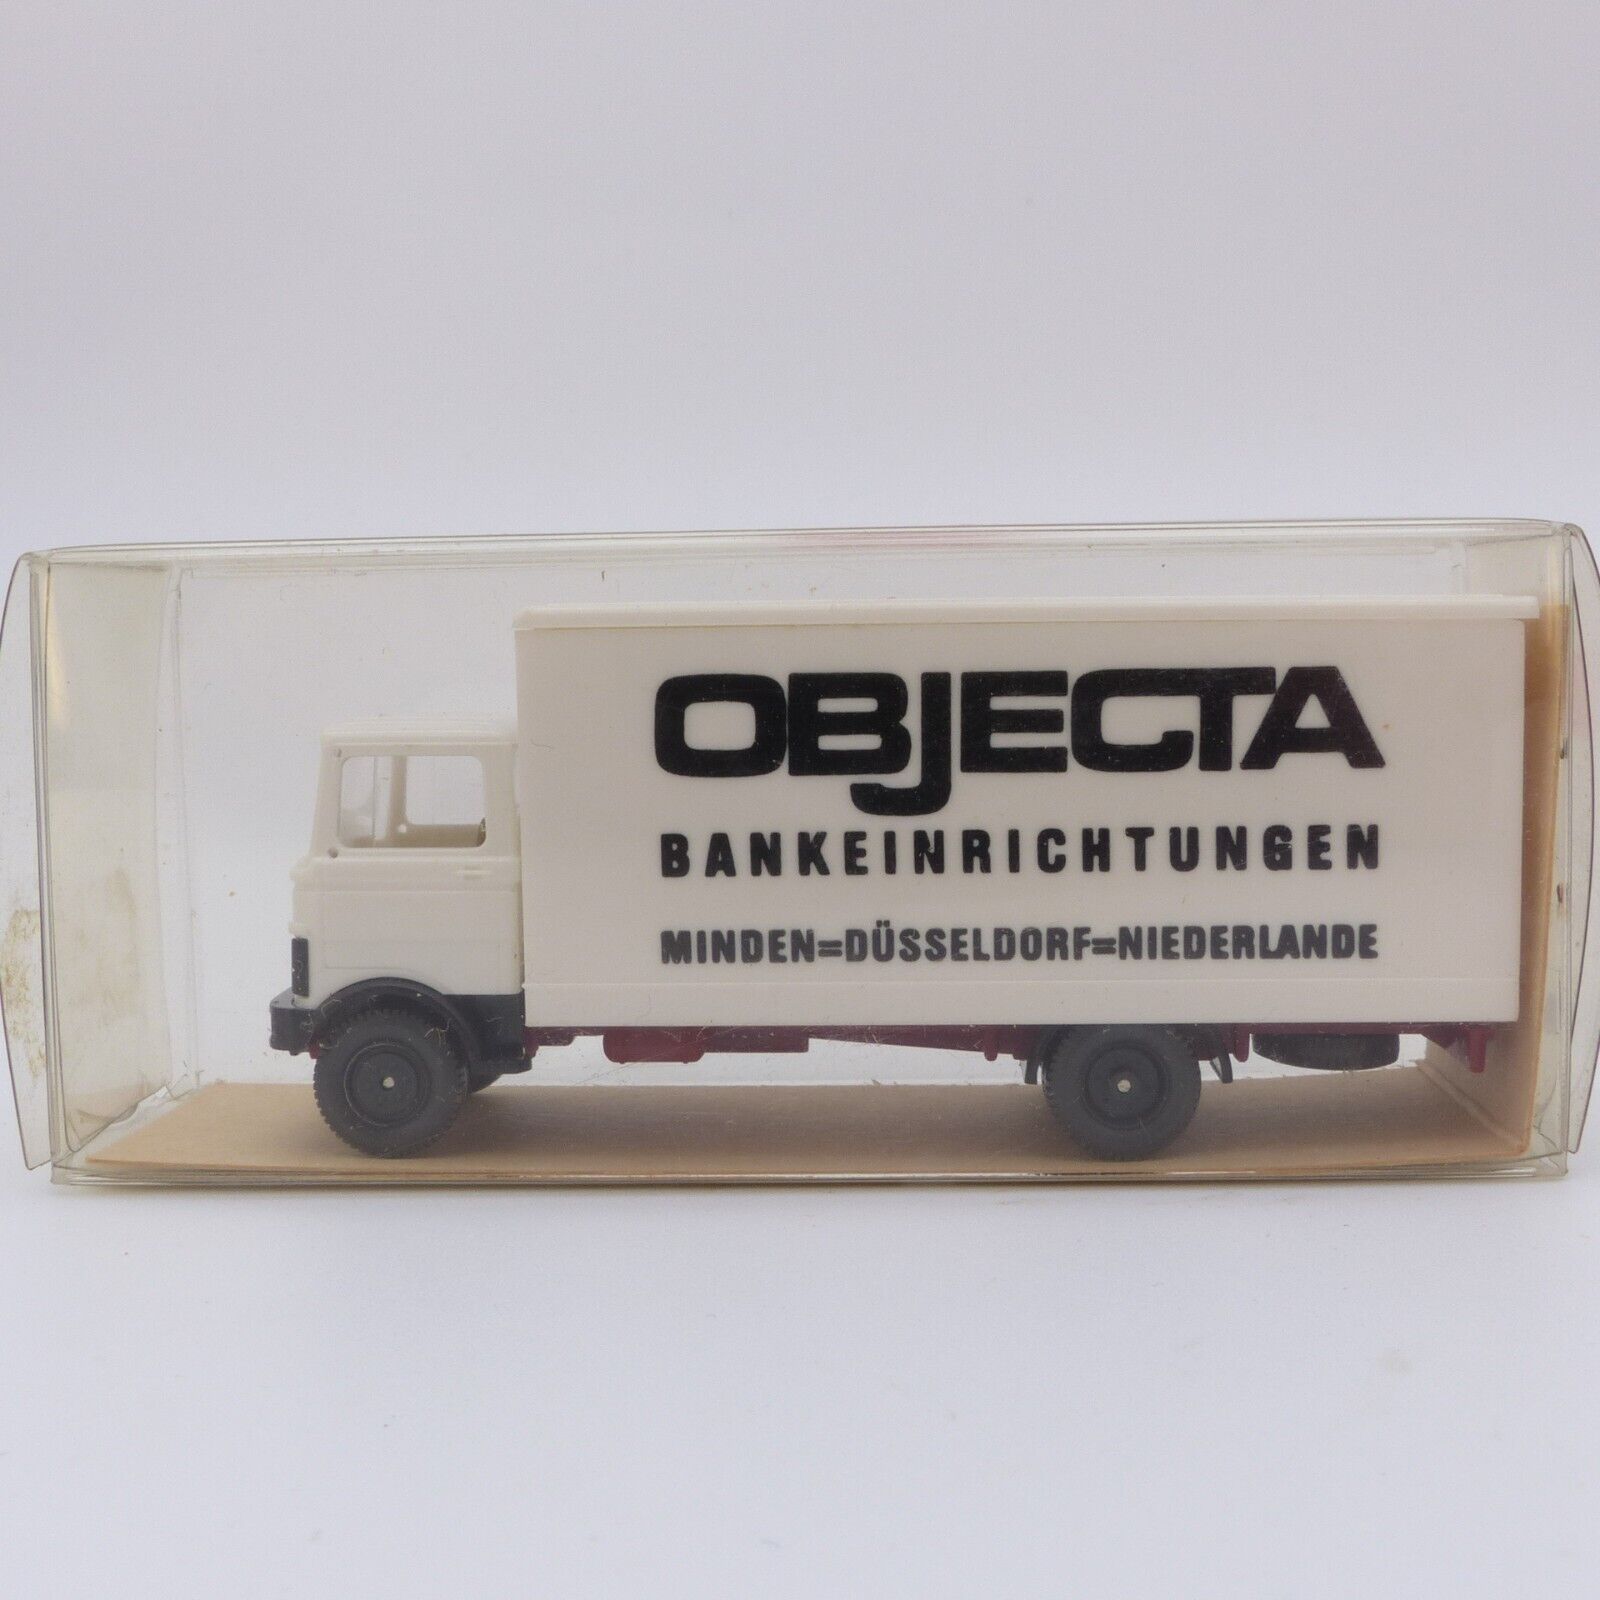 OBJECTA
BANKEINRICHTUNGEN
MINDEN=DÜSSELDORF=NIEDERLANDE